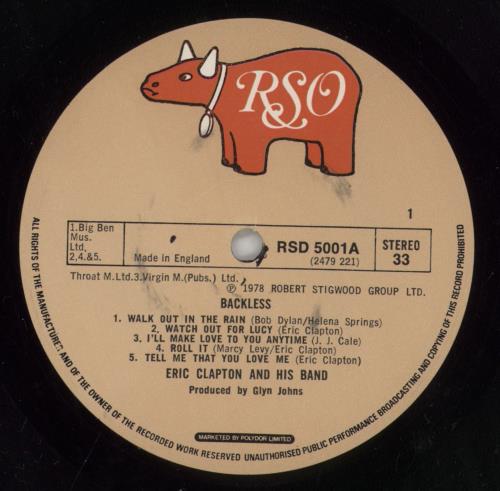 RSO
1
1.Big Ben
Mus.
Ltd,
2,4.&5.
Made in England
RSD 5001A
(2479 221)
STEREO
33
Throat M.Ltd.3.Virgin M.(Pubs.) Ltd.
Ⓟ 1978 ROBERT STIGWOOD GROUP LTD.
BACKLESS
1. WALK OUT IN THE RAIN (Bob Dylan/Helena Springs)
2. WATCH OUT FOR LUCY (Eric Clapton)
3. I'LL MAKE LOVE TO YOU ANYTIME (J. J. Cale)
4. ROLL IT (Marcy Levy/Eric Clapton)
5. TELL ME THAT YOU LOVE ME (Eric Clapton)
ERIC CLAPTON AND HIS BAND
Produced by Glyn Johns
MARKETED BY POLYDOR LIMITED
ALL RIGHTS OF THE MANUFACTURER AND OF THE OWNER OF THE RECORDED WORK RESERVED UNAUTHORISED PUBLIC PERFORMANCE BROADCASTING AND COPYING OF THIS RECORD PROHIBITED